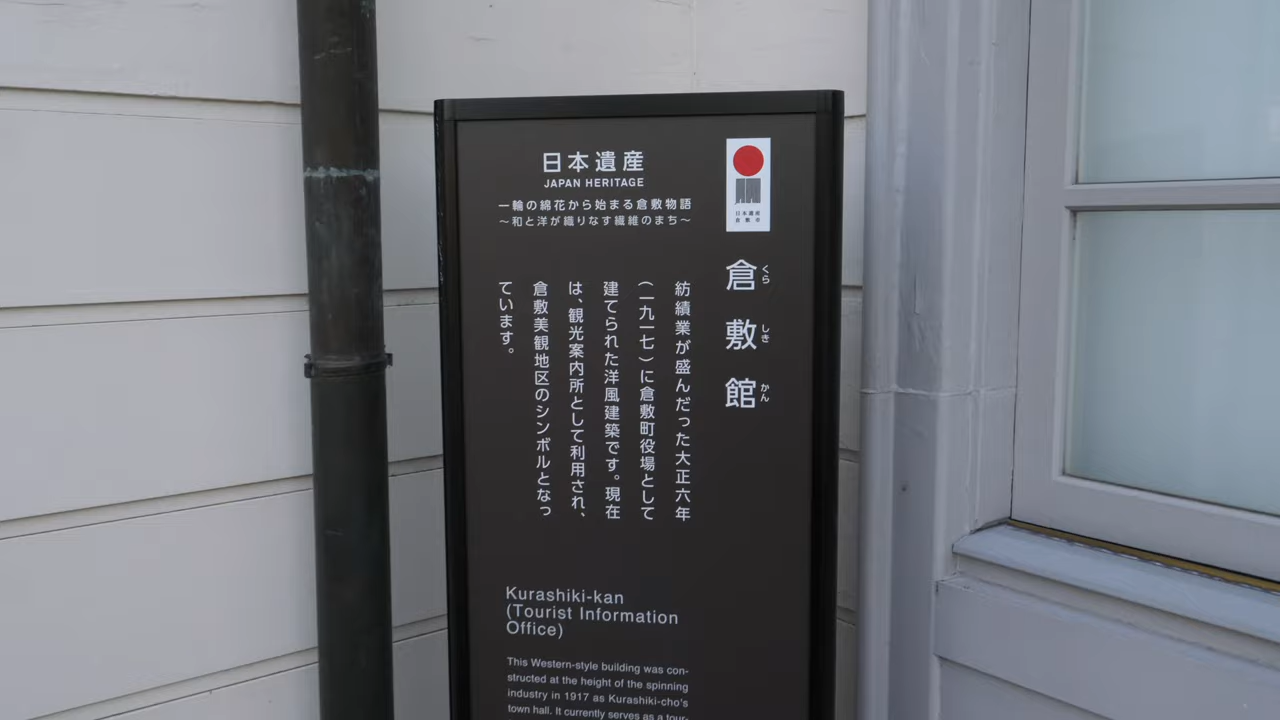 日本遺産
JAPAN HERITAGE
一輪の綿花から始まる倉敷物語
～和と洋が織りなす繊維のまち～
日本遺産
倉敷市
倉敷館
くらしきかん
紡績業が盛んだった大正六年
（一九一七）に倉敷町役場として
建てられた洋風建築です。現在
は、観光案内所として利用され、
倉敷美観地区のシンボルとなっ
ています。
Kurashiki-kan
(Tourist Information
Office)
This Western-style building was con-
structed at the height of the spinning
industry in 1917 as Kurashiki-cho's
town hall. It currently serves as a tour-